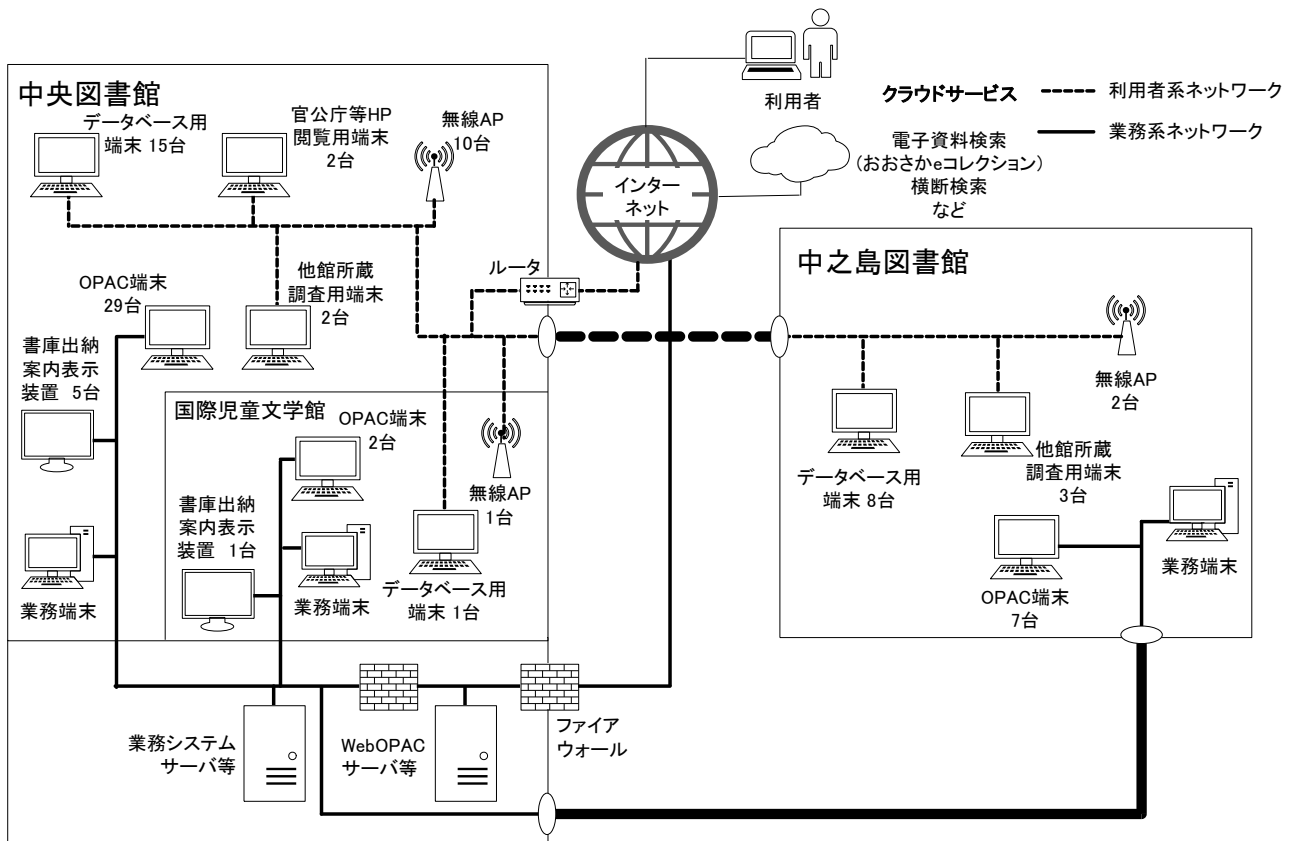 利用者
クラウドサービス
利用者系ネットワーク
業務系ネットワーク
電子資料検索
(おおさかeコレクション)
横断検索
など
インター
ネット
中央図書館
データベース用
端末 15台
官公庁等HP
閲覧用端末
2台
無線AP
10台
ルータ
OPAC端末
29台
他館所蔵
調査用端末
2台
書庫出納
案内表示
装置 5台
業務端末
国際児童文学館
OPAC端末
2台
無線AP
1台
書庫出納
案内表示
装置 1台
業務端末
データベース用
端末 1台
中之島図書館
無線AP
2台
データベース用
端末 8台
他館所蔵
調査用端末
3台
OPAC端末
7台
業務端末
業務システム
サーバ等
WebOPAC
サーバ等
ファイア
ウォール